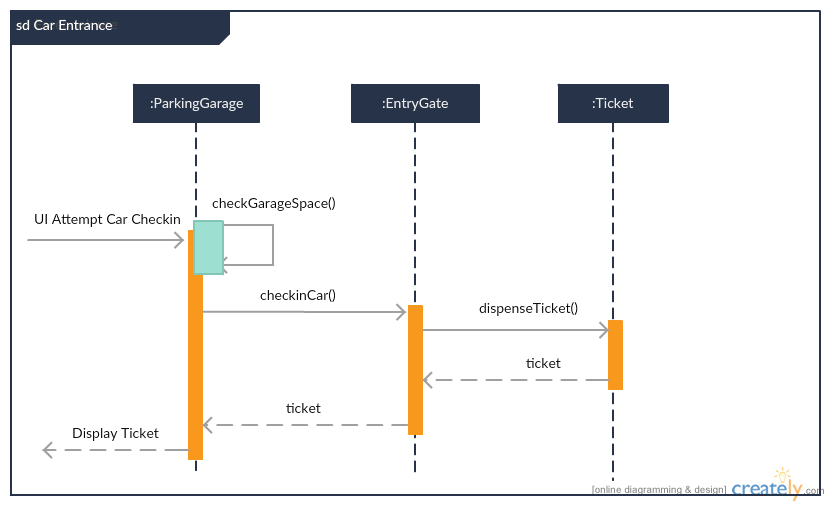 sd Car Entrance
:ParkingGarage
:EntryGate
:Ticket
checkGarageSpace()
UI Attempt Car Checkin
checkinCar()
dispenseTicket()
ticket
ticket
Display Ticket
[online diagramming & design] creately.com